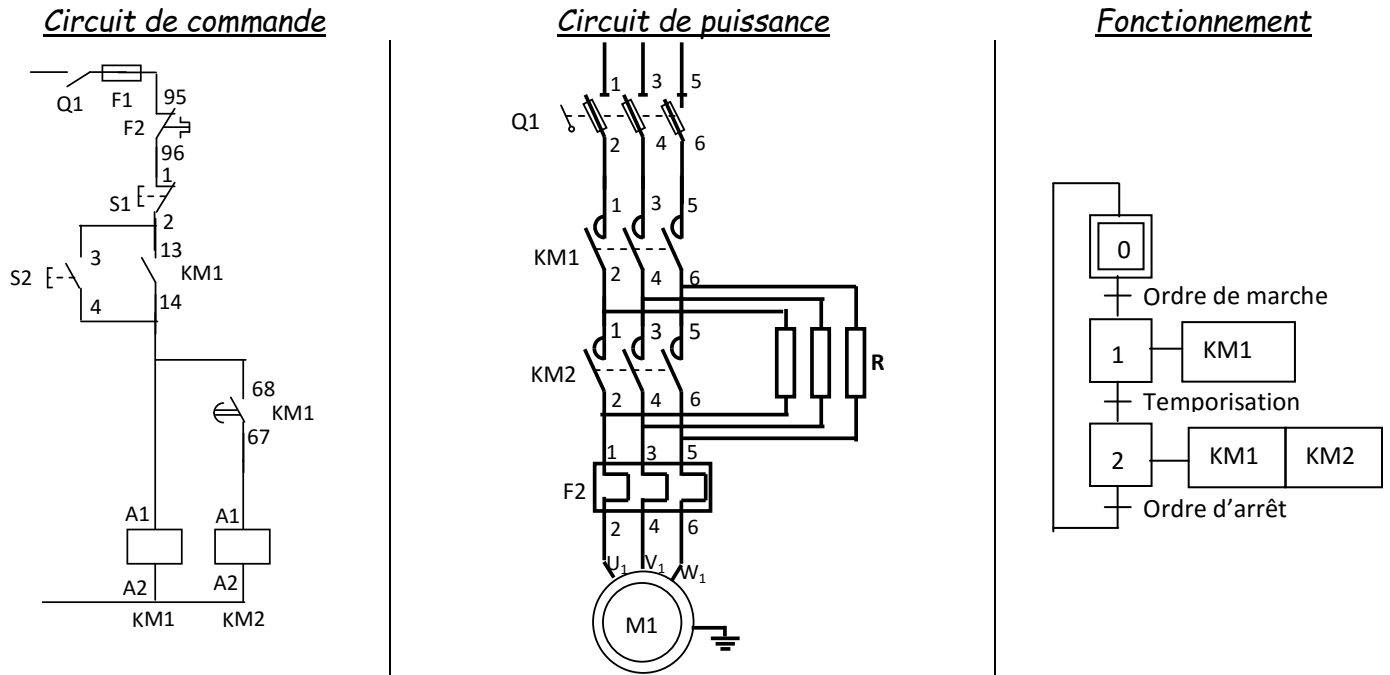 Circuit de commande
Circuit de puissance
Fonctionnement
Q1
F1
95
F2
96
1
S1
2
3
13
S2
KM1
4
14
68
KM1
67
A1
A1
A2
A2
KM1
KM2
1
3
5
Q1
2
4
6
1
3
5
KM1
2
4
6
1
3
5
R
KM2
2
4
6
1
3
5
F2
2
4
6
U1
V1
W1
M1
0
Ordre de marche
1
KM1
Temporisation
2
KM1
KM2
Ordre d’arrêt